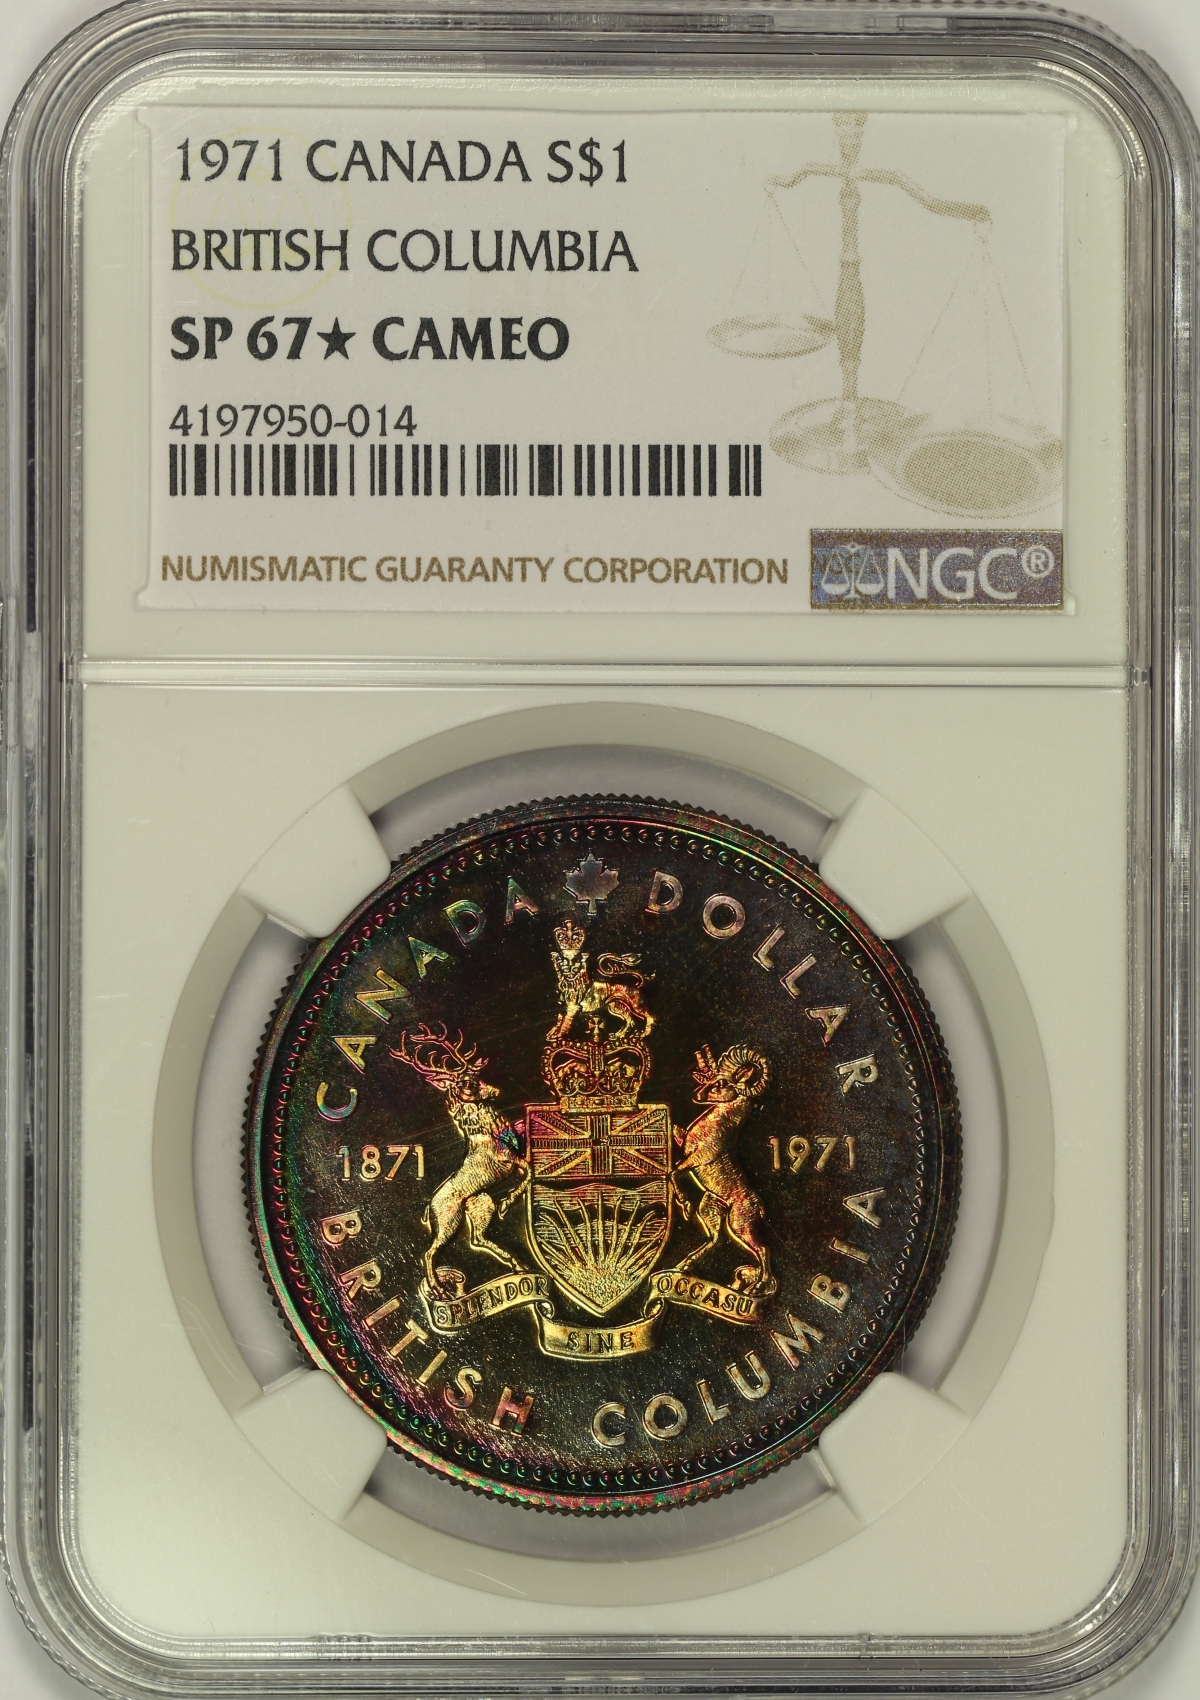 1971 CANADA S$1
BRITISH COLUMBIA
SP 67★ CAMEO
4197950-014
NUMISMATIC GUARANTY CORPORATION
NGC®
CANADA DOLLAR
1871 1971
SPLENDOR SINE OCCASU
BRITISH COLUMBIA